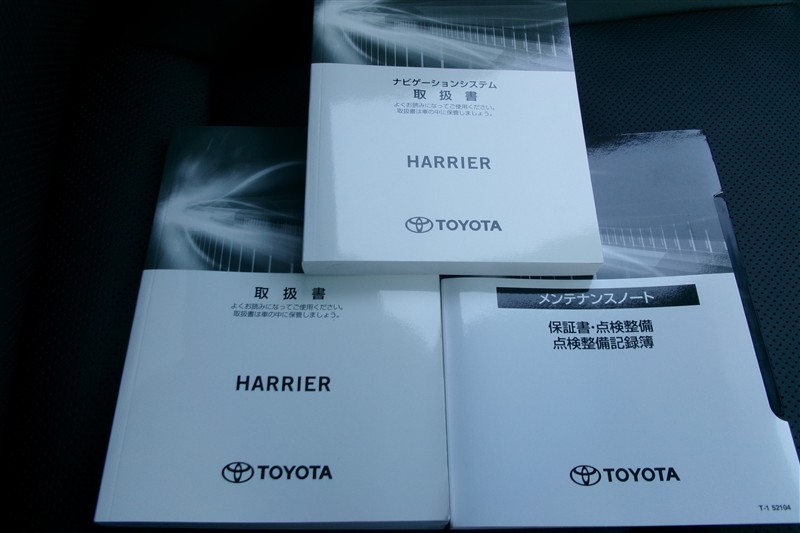 ナビゲーションシステム
取扱書
よくお読みになってご使用ください。
取扱書は車の中に保管しましょう。
HARRIER
TOYOTA
取扱書
よくお読みになってご使用ください。
取扱書は車の中に保管しましょう。
HARRIER
TOYOTA
メンテナンスノート
保証書・点検整備
点検整備記録簿
TOYOTA
T-1 52104